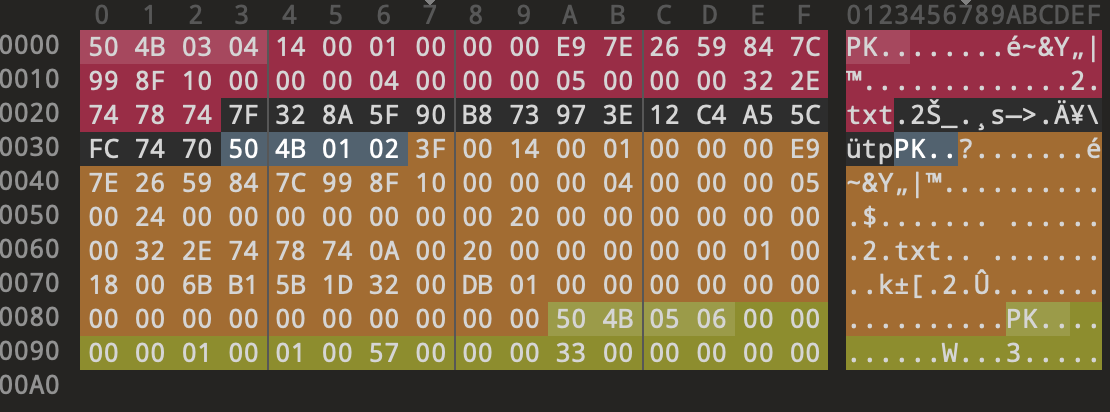 0 1 2 3 4 5 6 7 8 9 A B C D E F 0123456789ABCDEF
0000 50 4B 03 04 14 00 01 00 00 00 E9 7E 26 59 84 7C PK........é~&Y„|
0010 99 8F 10 00 00 00 04 00 00 00 05 00 00 00 32 2E ™.............2.
0020 74 78 74 7F 32 8A 5F 90 B8 73 97 3E 12 C4 A5 5C txt.2Š_.¸s—>.Ä¥\
0030 FC 74 70 50 4B 01 02 3F 00 14 00 01 00 00 00 E9 ütpPK..?.......é
0040 7E 26 59 84 7C 99 8F 10 00 00 00 04 00 00 00 05 ~&Y„|™..........
0050 00 24 00 00 00 00 00 00 00 20 00 00 00 00 00 00 .$....... ......
0060 00 32 2E 74 78 74 0A 00 20 00 00 00 00 00 01 00 .2.txt.. .......
0070 18 00 6B B1 5B 1D 32 00 DB 01 00 00 00 00 00 00 ..k±[.2.Û.......
0080 00 00 00 00 00 00 00 00 00 00 50 4B 05 06 00 00 ..........PK....
0090 00 00 01 00 01 00 57 00 00 00 33 00 00 00 00 00 ......W...3.....
00A0